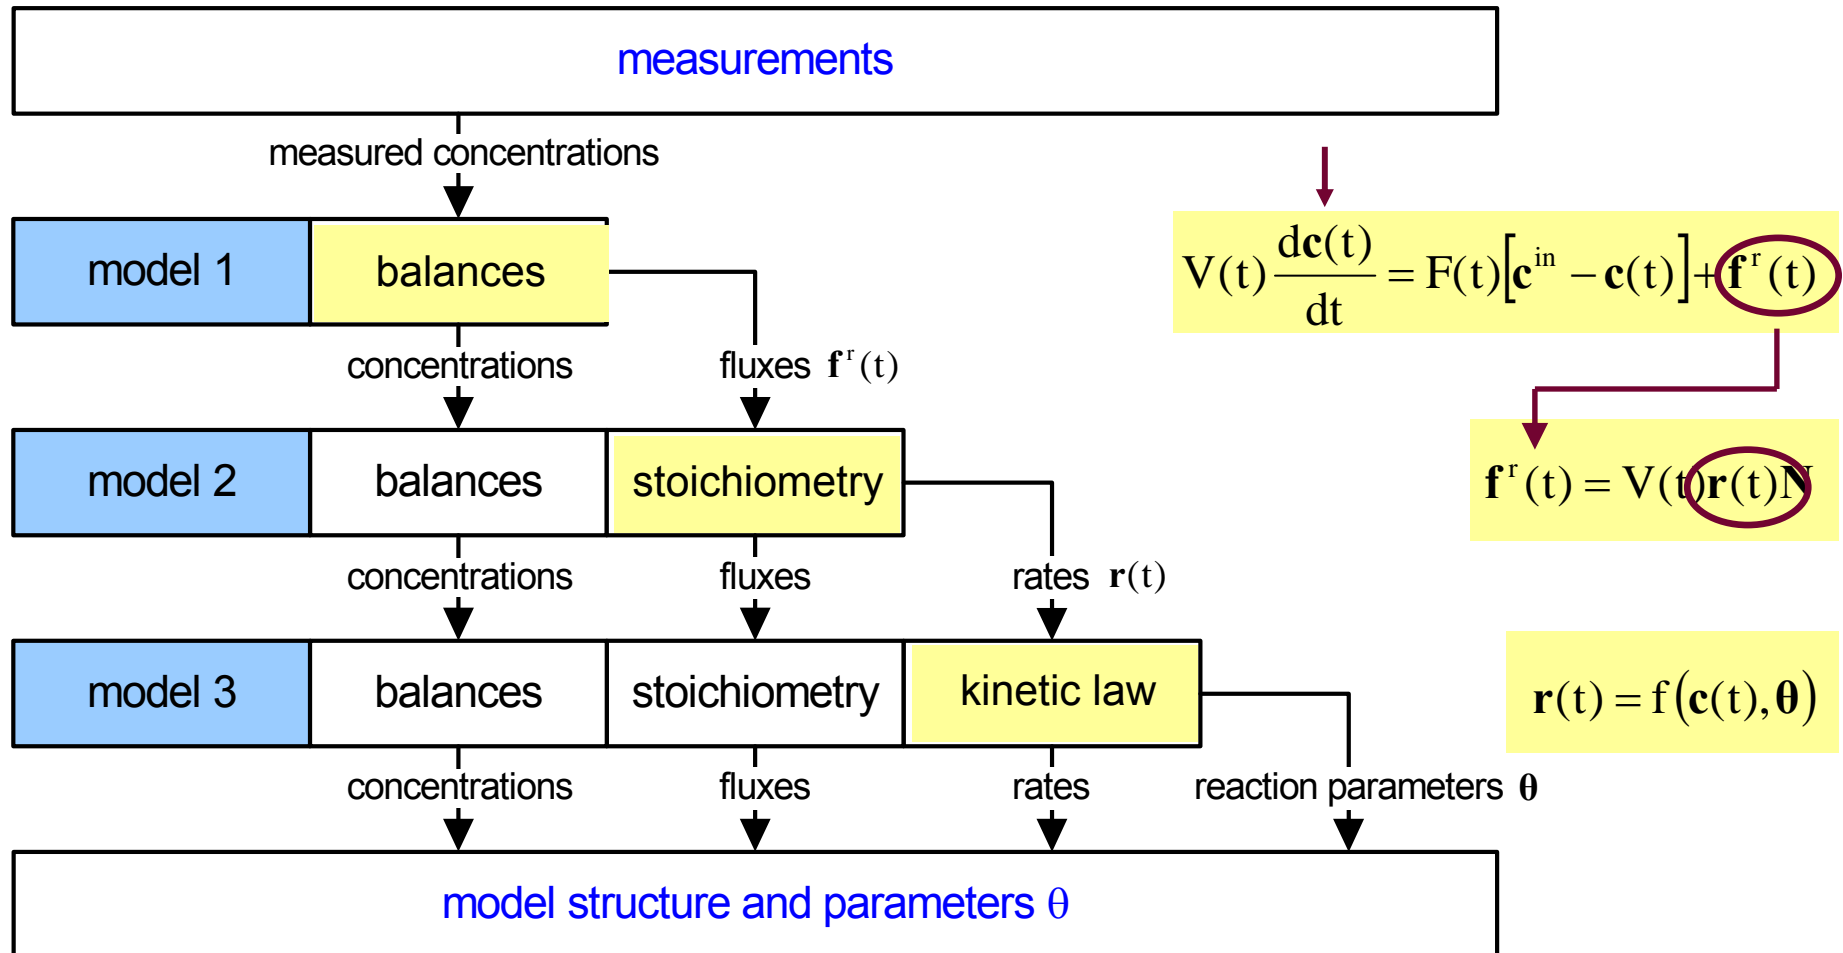 measurements
measured concentrations
model 1 balances
V(t) dc(t)/dt = F(t)[c^in − c(t)] + f^r(t)
concentrations fluxes f^r(t)
model 2 balances stoichiometry
f^r(t) = V(t)r(t)N
concentrations fluxes rates r(t)
model 3 balances stoichiometry kinetic law
r(t) = f(c(t), θ)
concentrations fluxes rates reaction parameters θ
model structure and parameters θ